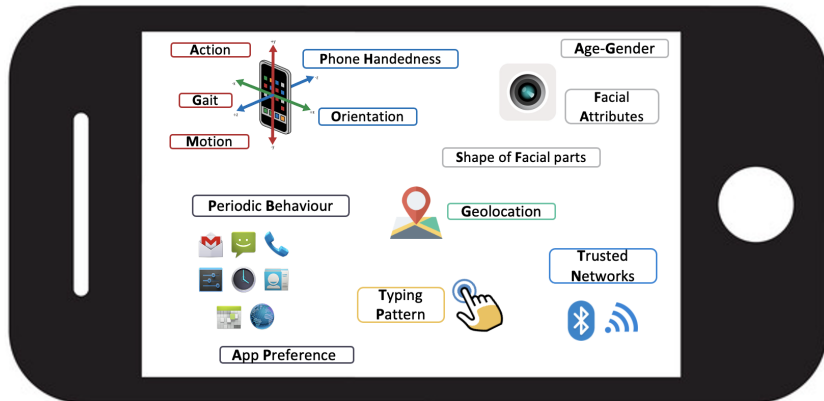 Action
Phone Handedness
Age-Gender
Gait
Orientation
Facial
Attributes
Motion
Shape of Facial parts
Periodic Behaviour
Geolocation
Trusted
Networks
Typing
Pattern
App Preference